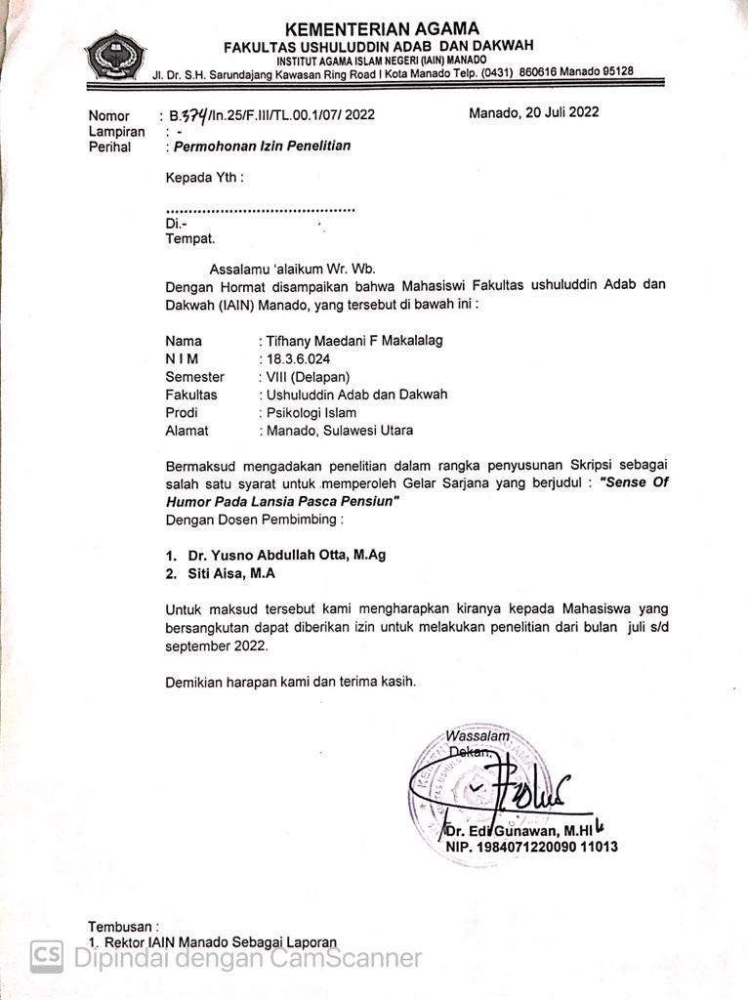 KEMENTERIAN AGAMA
FAKULTAS USHULUDDIN ADAB DAN DAKWAH
INSTITUT AGAMA ISLAM NEGERI (IAIN) MANADO
Jl. Dr. S.H. Sarundajang Kawasan Ring Road I Kota Manado Telp. (0431) 860616 Manado 95128
Nomor : B.374/In.25/F.III/TL.00.1/07/ 2022 Manado, 20 Juli 2022
Lampiran : -
Perihal : Permohonan Izin Penelitian
Kepada Yth :
............................................
Di.-
Tempat.
Assalamu 'alaikum Wr. Wb.
Dengan Hormat disampaikan bahwa Mahasiswi Fakultas ushuluddin Adab dan
Dakwah (IAIN) Manado, yang tersebut di bawah ini :
Nama : Tifhany Maedani F Makalalag
N I M : 18.3.6.024
Semester : VIII (Delapan)
Fakultas : Ushuluddin Adab dan Dakwah
Prodi : Psikologi Islam
Alamat : Manado, Sulawesi Utara
Bermaksud mengadakan penelitian dalam rangka penyusunan Skripsi sebagai
salah satu syarat untuk memperoleh Gelar Sarjana yang berjudul : "Sense Of
Humor Pada Lansia Pasca Pensiun"
Dengan Dosen Pembimbing :
1. Dr. Yusno Abdullah Otta, M.Ag
2. Siti Aisa, M.A
Untuk maksud tersebut kami mengharapkan kiranya kepada Mahasiswa yang
bersangkutan dapat diberikan izin untuk melakukan penelitian dari bulan juli s/d
september 2022.
Demikian harapan kami dan terima kasih.
Wassalam
Dekan,
Dr. Edi Gunawan, M.HI
NIP. 1984071220090 11013
Tembusan :
1. Rektor IAIN Manado Sebagai Laporan
CS Dipindai dengan CamScanner